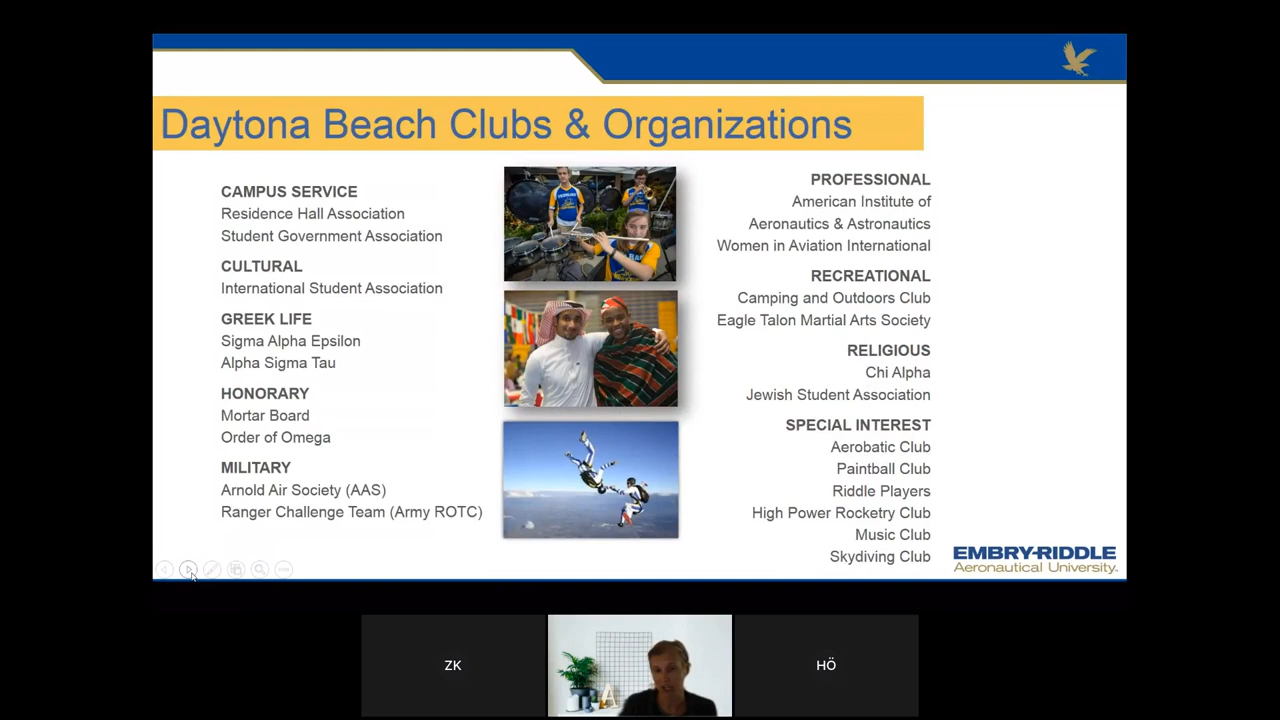 Daytona Beach Clubs & Organizations
CAMPUS SERVICE
Residence Hall Association
Student Government Association
CULTURAL
International Student Association
GREEK LIFE
Sigma Alpha Epsilon
Alpha Sigma Tau
HONORARY
Mortar Board
Order of Omega
MILITARY
Arnold Air Society (AAS)
Ranger Challenge Team (Army ROTC)
PROFESSIONAL
American Institute of
Aeronautics & Astronautics
Women in Aviation International
RECREATIONAL
Camping and Outdoors Club
Eagle Talon Martial Arts Society
RELIGIOUS
Chi Alpha
Jewish Student Association
SPECIAL INTEREST
Aerobatic Club
Paintball Club
Riddle Players
High Power Rocketry Club
Music Club
Skydiving Club
EMBRY-RIDDLE
Aeronautical University.
ZK
A
HÖ